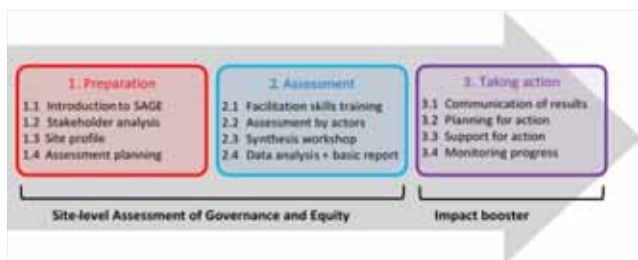 1. Preparation
1.1 Introduction to SAGE
1.2 Stakeholder analysis
1.3 Site profile
1.4 Assessment planning
2. Assessment
2.1 Facilitation skills training
2.2 Assessment by actors
2.3 Synthesis workshop
2.4 Data analysis + basic report
3. Taking action
3.1 Communication of results
3.2 Planning for action
3.3 Support for action
3.4 Monitoring progress
Site-level Assessment of Governance and Equity
Impact booster